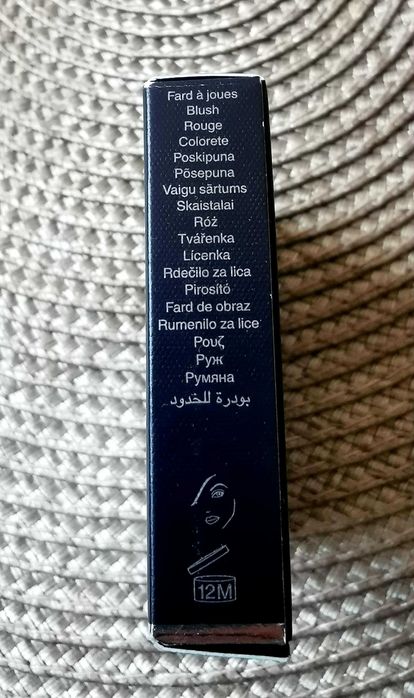 Fard à joues
Blush
Rouge
Colorete
Poskipuna
Põsepuna
Vaigu sārtums
Skaistalai
Róż
Tvářenka
Lícenka
Rdečilo za lica
Pirosító
Fard de obraz
Rumenilo za lice
Ρουζ
Руж
Румяна
بودرة للخدود
12M